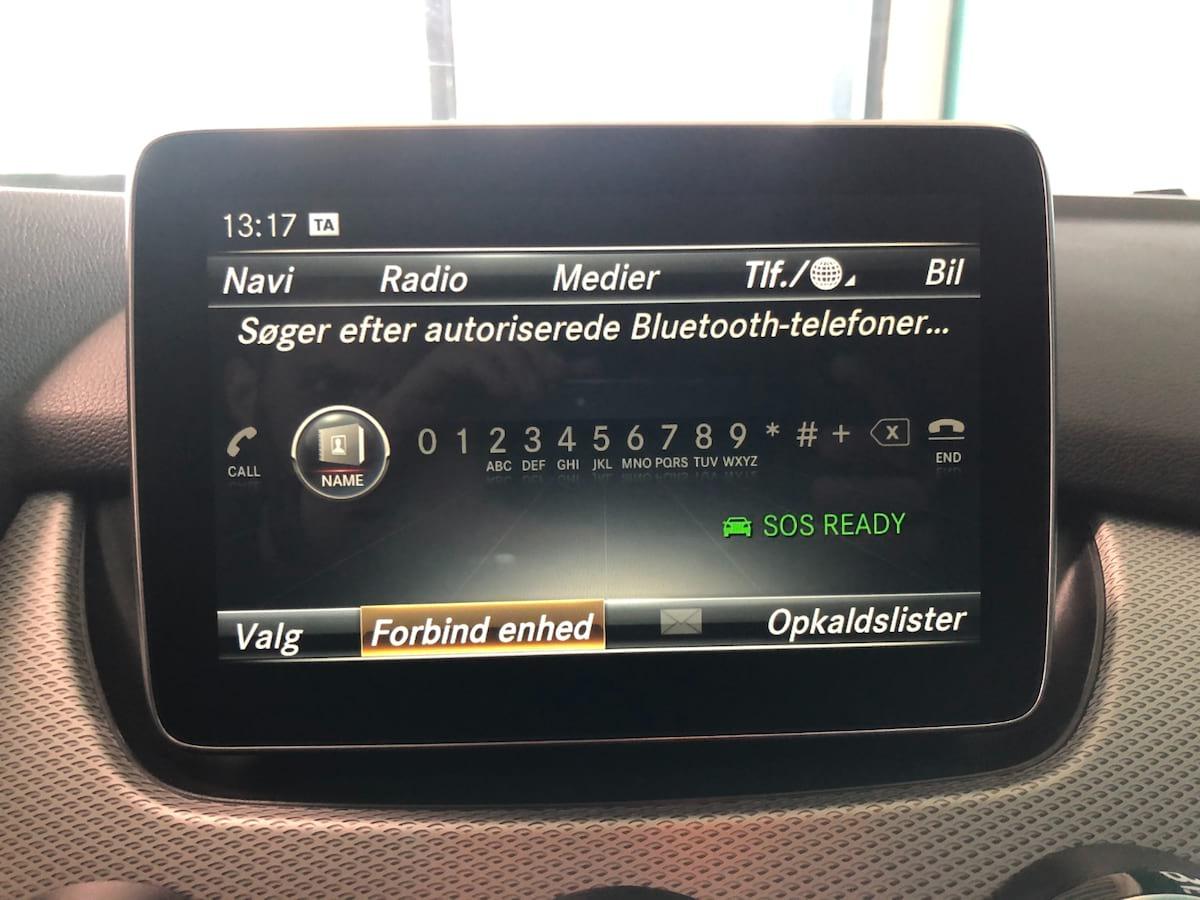 13:17 TA
Navi Radio Medier Tlf./ Bil
Søger efter autoriserede Bluetooth-telefoner...
0 1 2 3 4 5 6 7 8 9 * # + X
CALL NAME ABC DEF GHI JKL MNO PQRS TUV WXYZ END
SOS READY
Valg Forbind enhed Opkaldslister